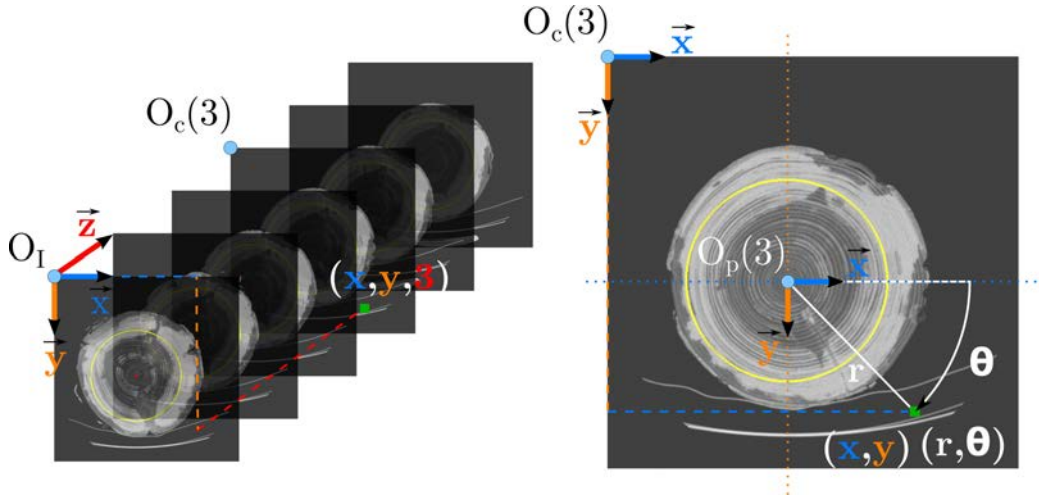 O_c(3)
O_I
z
x
y
(x,y,3)
O_c(3)
x
y
O_p(3)
x
y
r
θ
(x,y) (r,θ)